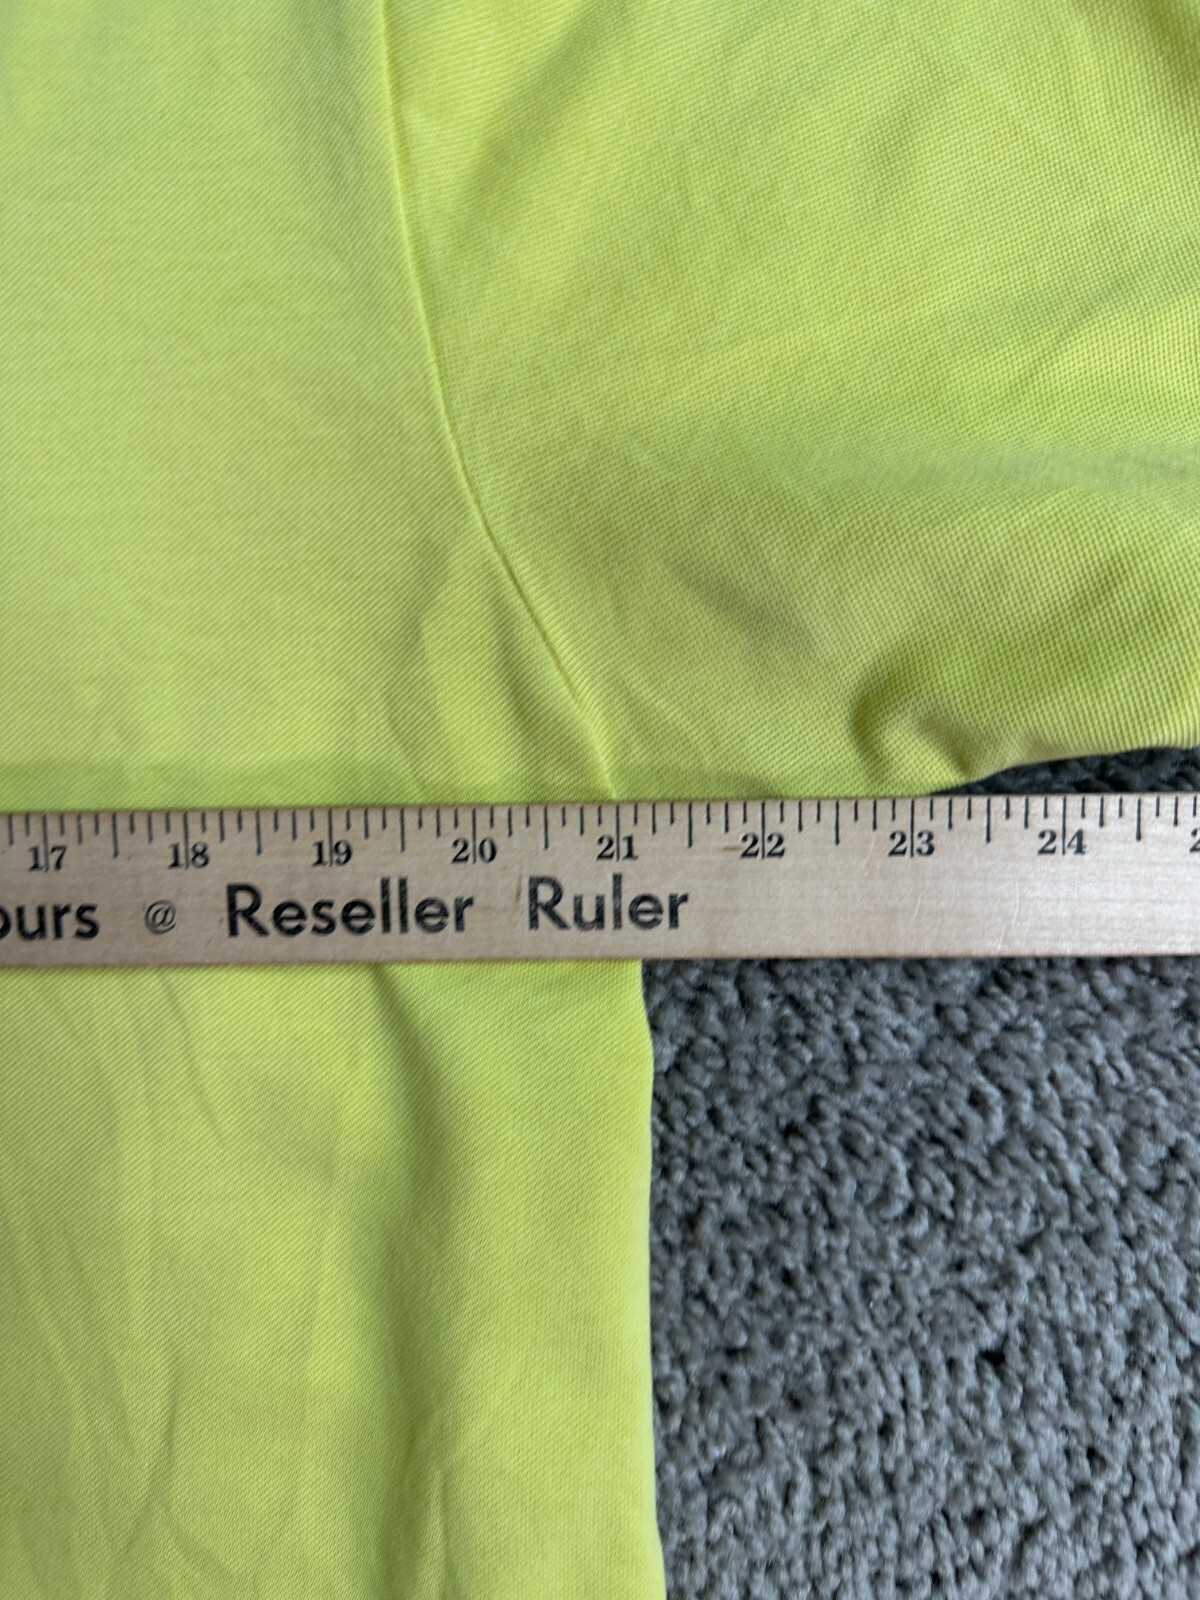 17 18 19 20 21 22 23 24
ours @ Reseller Ruler